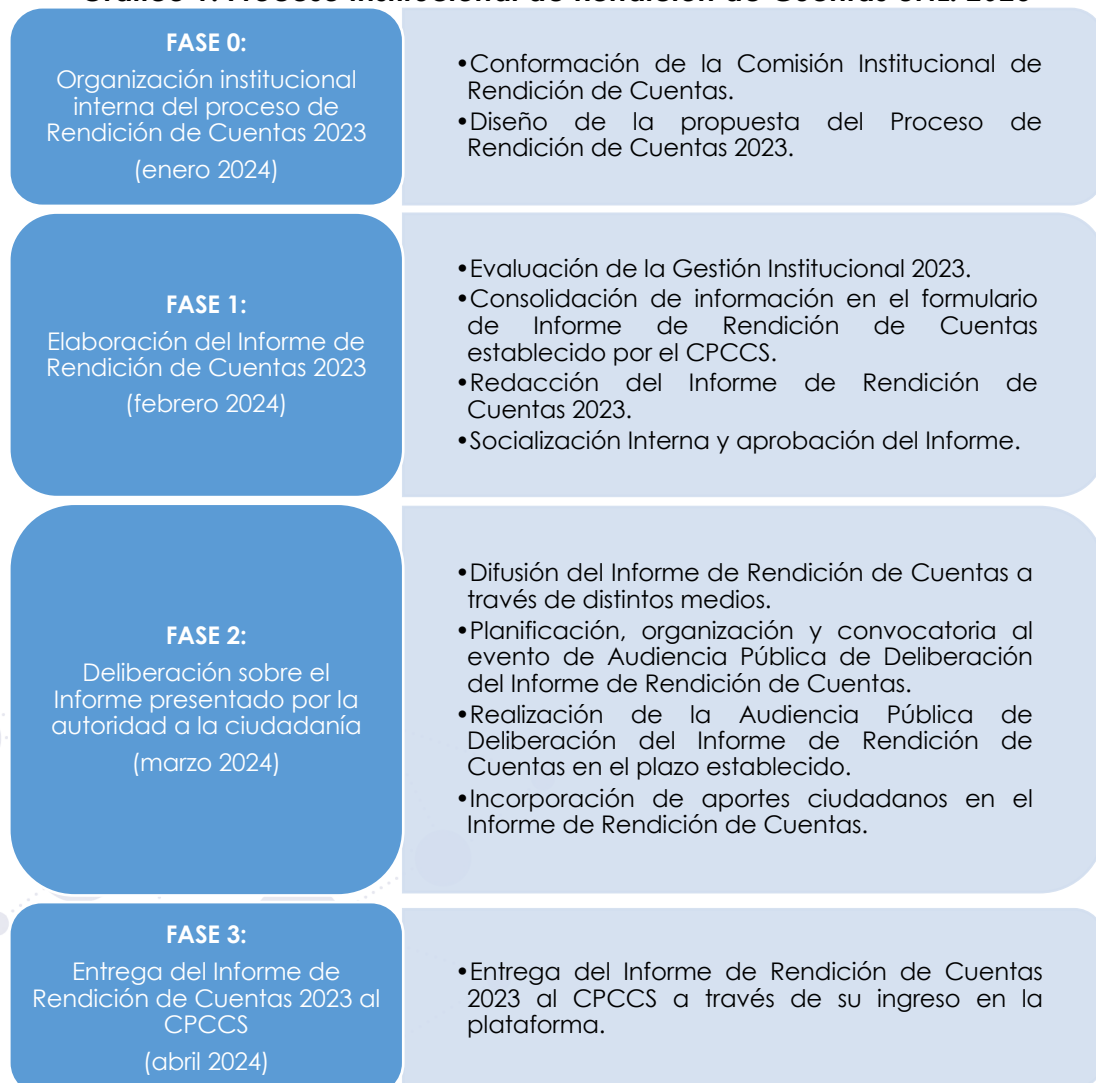 FASE 0:
Organización institucional
interna del proceso de
Rendición de Cuentas 2023
(enero 2024)
•Conformación de la Comisión Institucional de
Rendición de Cuentas.
•Diseño de la propuesta del Proceso de
Rendición de Cuentas 2023.
FASE 1:
Elaboración del Informe de
Rendición de Cuentas 2023
(febrero 2024)
•Evaluación de la Gestión Institucional 2023.
•Consolidación de información en el formulario
de Informe de Rendición de Cuentas
establecido por el CPCCS.
•Redacción del Informe de Rendición de
Cuentas 2023.
•Socialización Interna y aprobación del Informe.
FASE 2:
Deliberación sobre el
Informe presentado por la
autoridad a la ciudadanía
(marzo 2024)
•Difusión del Informe de Rendición de Cuentas a
través de distintos medios.
•Planificación, organización y convocatoria al
evento de Audiencia Pública de Deliberación
del Informe de Rendición de Cuentas.
•Realización de la Audiencia Pública de
Deliberación del Informe de Rendición de
Cuentas en el plazo establecido.
•Incorporación de aportes ciudadanos en el
Informe de Rendición de Cuentas.
FASE 3:
Entrega del Informe de
Rendición de Cuentas 2023 al
CPCCS
(abril 2024)
•Entrega del Informe de Rendición de Cuentas
2023 al CPCCS a través de su ingreso en la
plataforma.